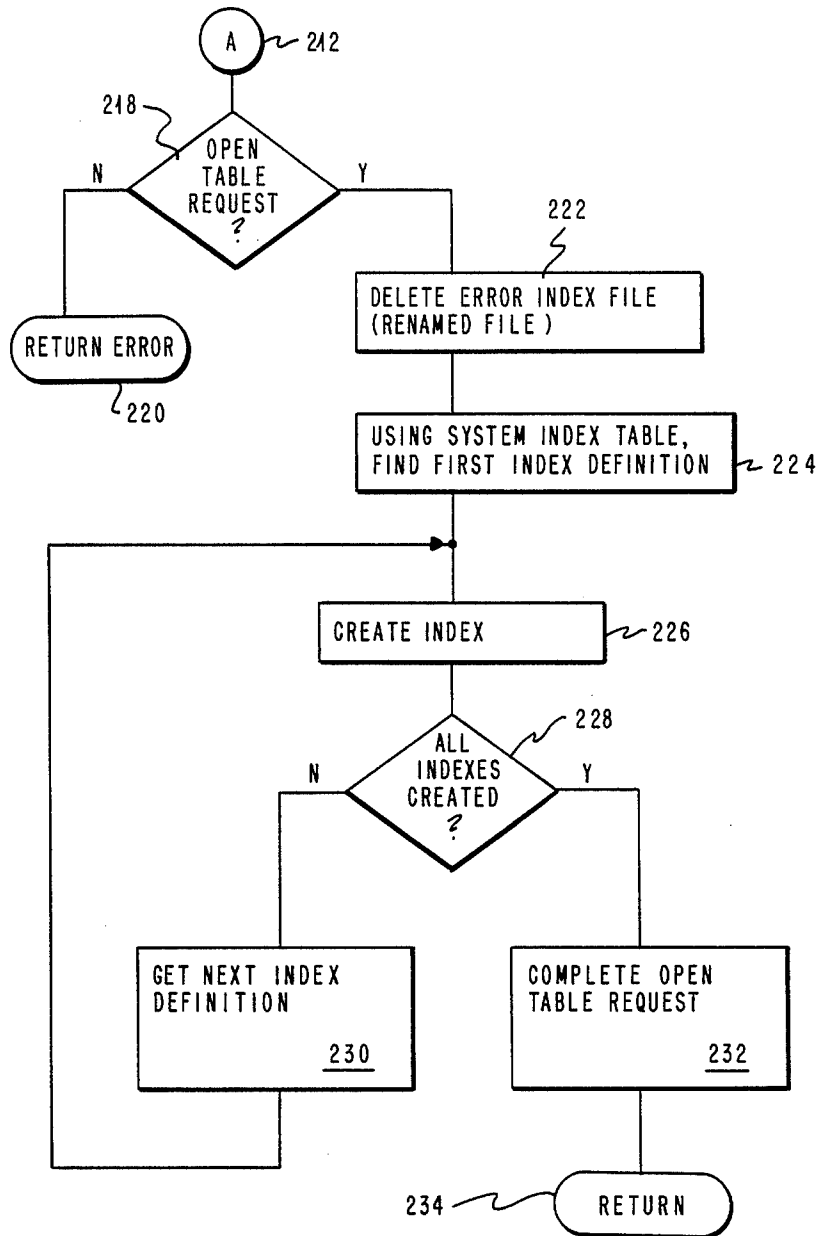 A
212
218
OPEN
TABLE
REQUEST
?
N
Y
222
DELETE ERROR INDEX FILE
(RENAMED FILE)
RETURN ERROR
220
USING SYSTEM INDEX TABLE,
FIND FIRST INDEX DEFINITION
224
CREATE INDEX
226
228
ALL
INDEXES
CREATED
?
N
Y
GET NEXT INDEX
DEFINITION
230
COMPLETE OPEN
TABLE REQUEST
232
234
RETURN